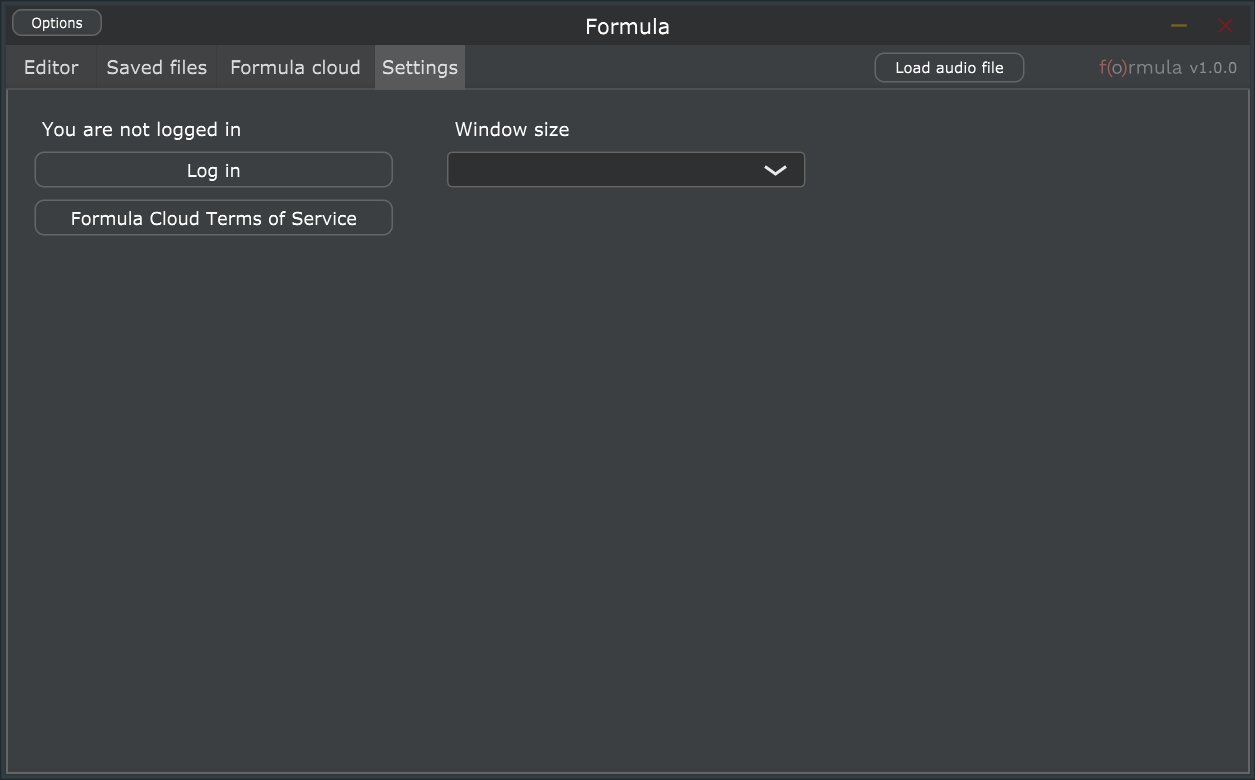 Options
Formula
Editor
Saved files
Formula cloud
Settings
Load audio file
f(o)rmula v1.0.0
You are not logged in
Window size
Log in
Formula Cloud Terms of Service